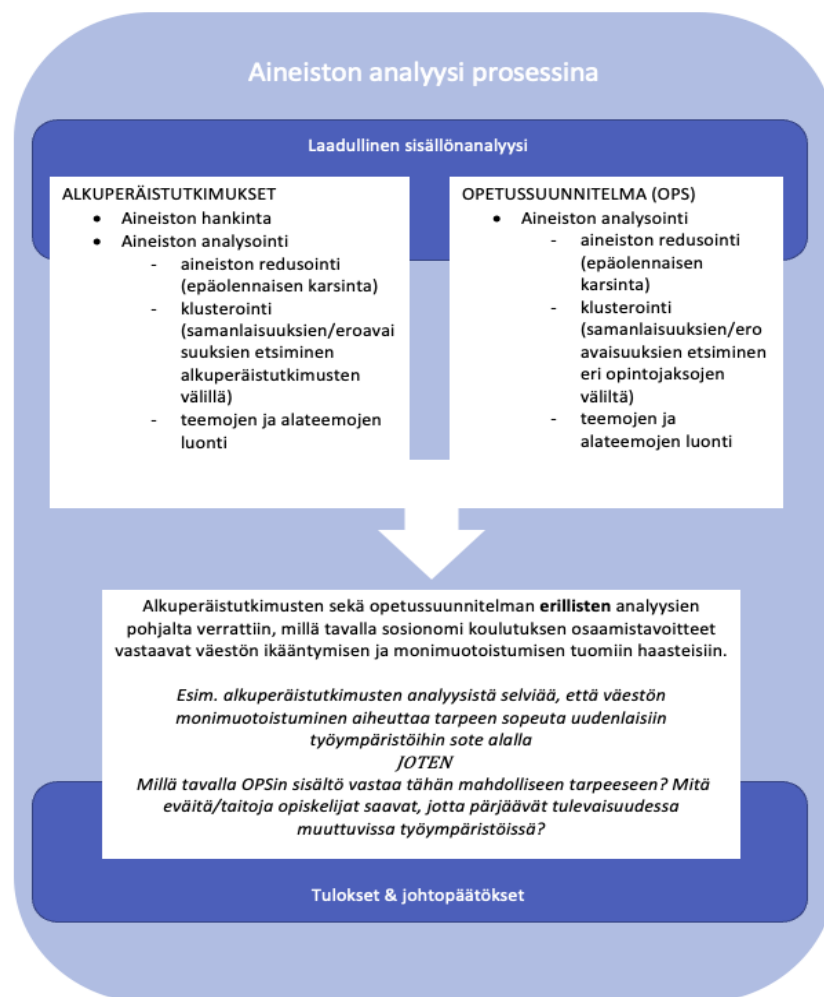 Aineiston analyysi prosessina
Laadullinen sisällönanalyysi
ALKUPERÄISTUTKIMUKSET
• Aineiston hankinta
• Aineiston analysointi
- aineiston redusointi
(epäolennaisen karsinta)
- klusterointi
(samanlaisuuksien/eroavai
suuksien etsiminen
alkuperäistutkimusten
välillä)
- teemojen ja alateemojen
luonti
OPETUSSUUNNITELMA (OPS)
• Aineiston analysointi
- aineiston redusointi
(epäolennaisen
karsinta)
- klusterointi
(samanlaisuuksien/ero
avaisuuksien etsiminen
eri opintojaksojen
väliltä)
- teemojen ja
alateemojen luonti
Alkuperäistutkimusten sekä opetussuunnitelman erillisten analyysien
pohjalta verrattiin, millä tavalla sosionomi koulutuksen osaamistavoitteet
vastaavat väestön ikääntymisen ja monimuotoistumisen tuomiin haasteisiin.
Esim. alkuperäistutkimusten analyysistä selviää, että väestön
monimuotoistuminen aiheuttaa tarpeen sopeuta uudenlaisiin
työympäristöihin sote alalla
JOTEN
Millä tavalla OPSin sisältö vastaa tähän mahdolliseen tarpeeseen? Mitä
eväitä/taitoja opiskelijat saavat, jotta pärjäävät tulevaisuudessa
muuttuvissa työympäristöissä?
Tulokset & johtopäätökset